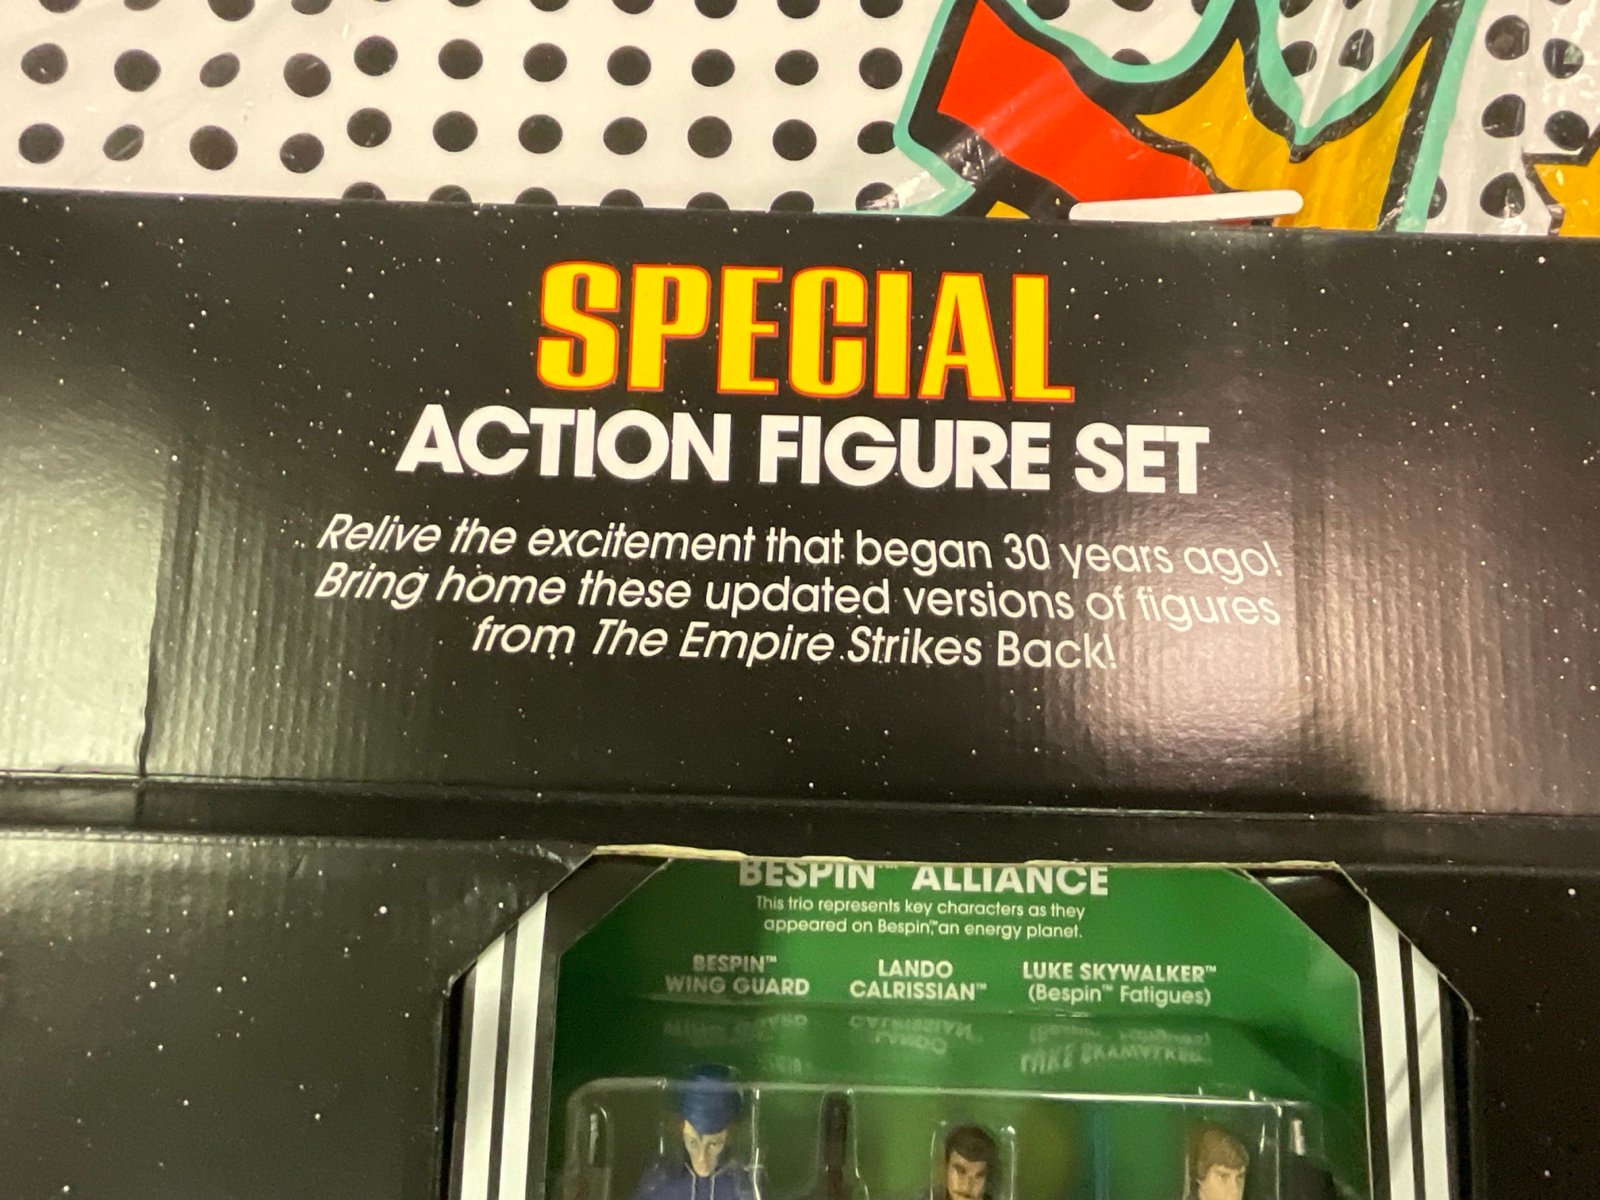 SPECIAL
ACTION FIGURE SET
Relive the excitement that began 30 years ago!
Bring home these updated versions of figures
from The Empire Strikes Back!
BESPIN™ ALLIANCE
This trio represents key characters as they
appeared on Bespin,™ an energy planet.
BESPIN™
WING GUARD
LANDO
CALRISSIAN™
LUKE SKYWALKER™
(Bespin™ Fatigues)